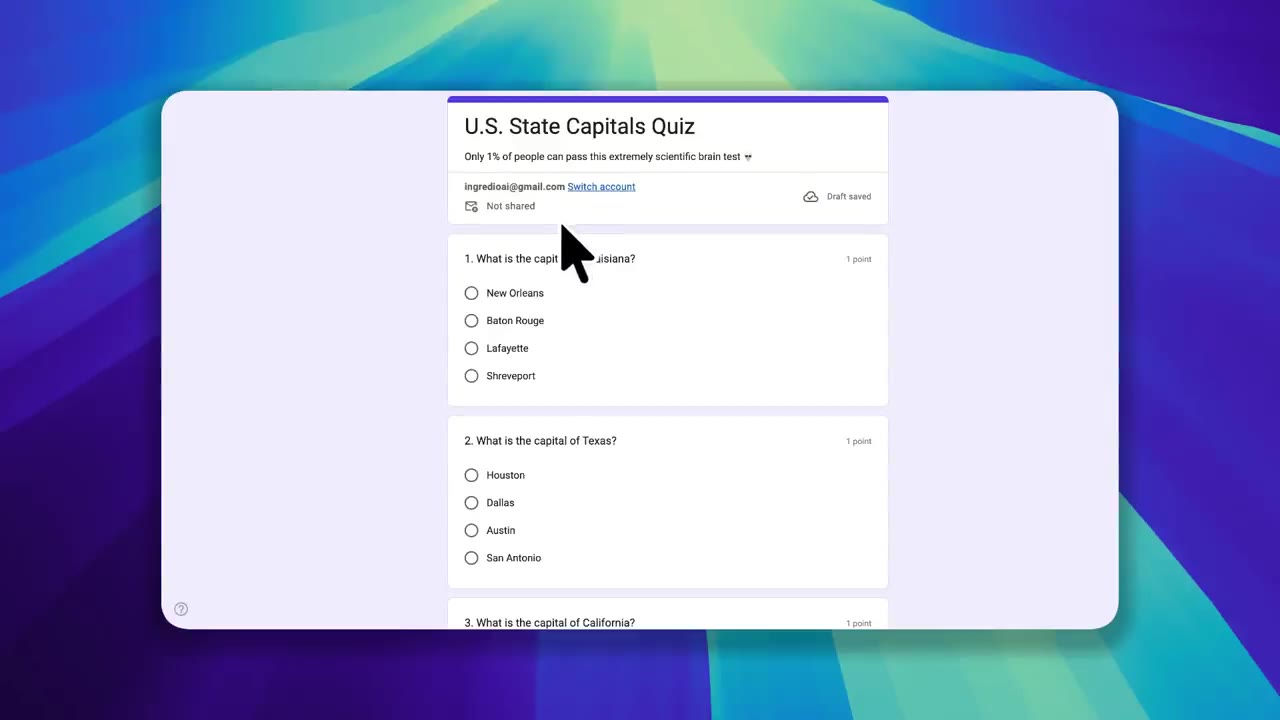 U.S. State Capitals Quiz
Only 1% of people can pass this extremely scientific brain test 💀
ingredioai@gmail.com Switch account
Not shared
Draft saved
1. What is the capit uisiana?
1 point
New Orleans
Baton Rouge
Lafayette
Shreveport
2. What is the capital of Texas?
1 point
Houston
Dallas
Austin
San Antonio
3. What is the capital of California?
1 point